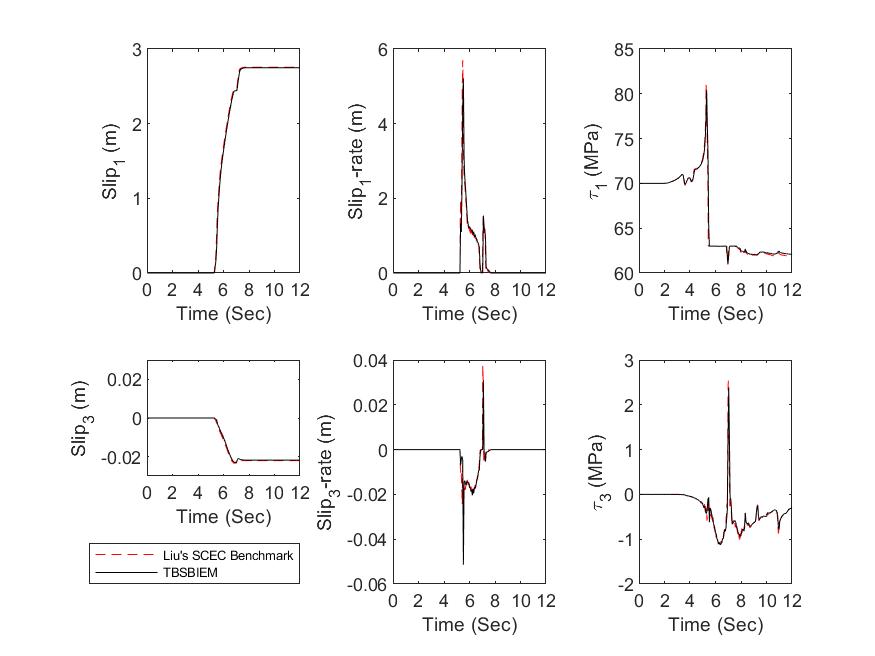 3
2
1
0
Slip1 (m)
0 2 4 6 8 10 12
Time (Sec)
6
4
2
0
Slip1-rate (m)
0 2 4 6 8 10 12
Time (Sec)
85
80
75
70
65
60
τ1 (MPa)
0 2 4 6 8 10 12
Time (Sec)
0.02
0
-0.02
Slip3 (m)
0 2 4 6 8 10 12
Time (Sec)
Liu's SCEC Benchmark
TBSBIEM
0.04
0.02
0
-0.02
-0.04
-0.06
Slip3-rate (m)
0 2 4 6 8 10 12
Time (Sec)
3
2
1
0
-1
-2
τ3 (MPa)
0 2 4 6 8 10 12
Time (Sec)